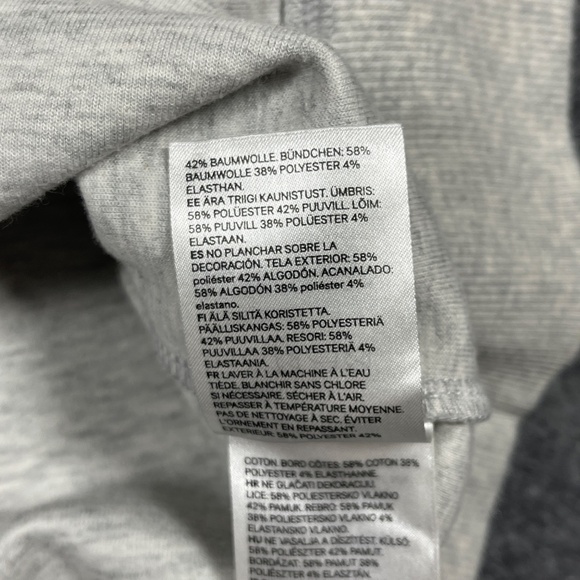 42% BAUMWOLLE. BÜNDCHEN: 58%
BAUMWOLLE 38% POLYESTER 4%
ELASTHAN.
EE ÄRA TRIIGI KAUNISTUST. ÜMBRIS:
58% POLÜESTER 42% PUUVILL. LÕIM:
58% PUUVILL 38% POLYESTER 4%
ELASTAAN.
ES NO PLANCHAR SOBRE LA
DECORACIÓN. TELA EXTERIOR: 58%
poliéster 42% ALGODÓN. ACANALADO:
58% ALGODÓN 38% poliéster 4%
elastano.
FI ÄLÄ SILITÄ KORISTETTA.
PÄÄLLISKANGAS: 58% POLYESTERIÄ
42% PUUVILLAA. RESORI: 58%
PUUVILLAA 38% POLYESTERIÄ 4%
ELASTAANIA.
FR LAVER À LA MACHINE À L'EAU
TIÈDE. BLANCHIR SANS CHLORE
SI NÉCESSAIRE. SÉCHER À L'AIR.
REPASSER À TEMPÉRATURE MOYENNE.
PAS DE NETTOYAGE À SEC. ÉVITER
L'ORNEMENT EN REPASSANT.
EXTERIEUR: 58% POLYESTER 42%
COTON. BORD CÔTES: 58% COTON 38%
POLYESTER 4% ELASTHANNE.
HR NE GLAČATI DEKORACIJU.
LICE: 58% POLIESTERSKO VLAKNO
42% PAMUK. REBRO: 58% PAMUK
38% POLIESTERSKO VLAKNO 4%
ELASTANSKO VLAKNO.
HU NE VASALJA A DÍSZÍTÉST. KÜLSŐ:
58% POLIÉSZTER 42% PAMUT.
BORDÁZAT: 58% PAMUT 38%
POLIÉSZTER 4% ELASZTÁN.